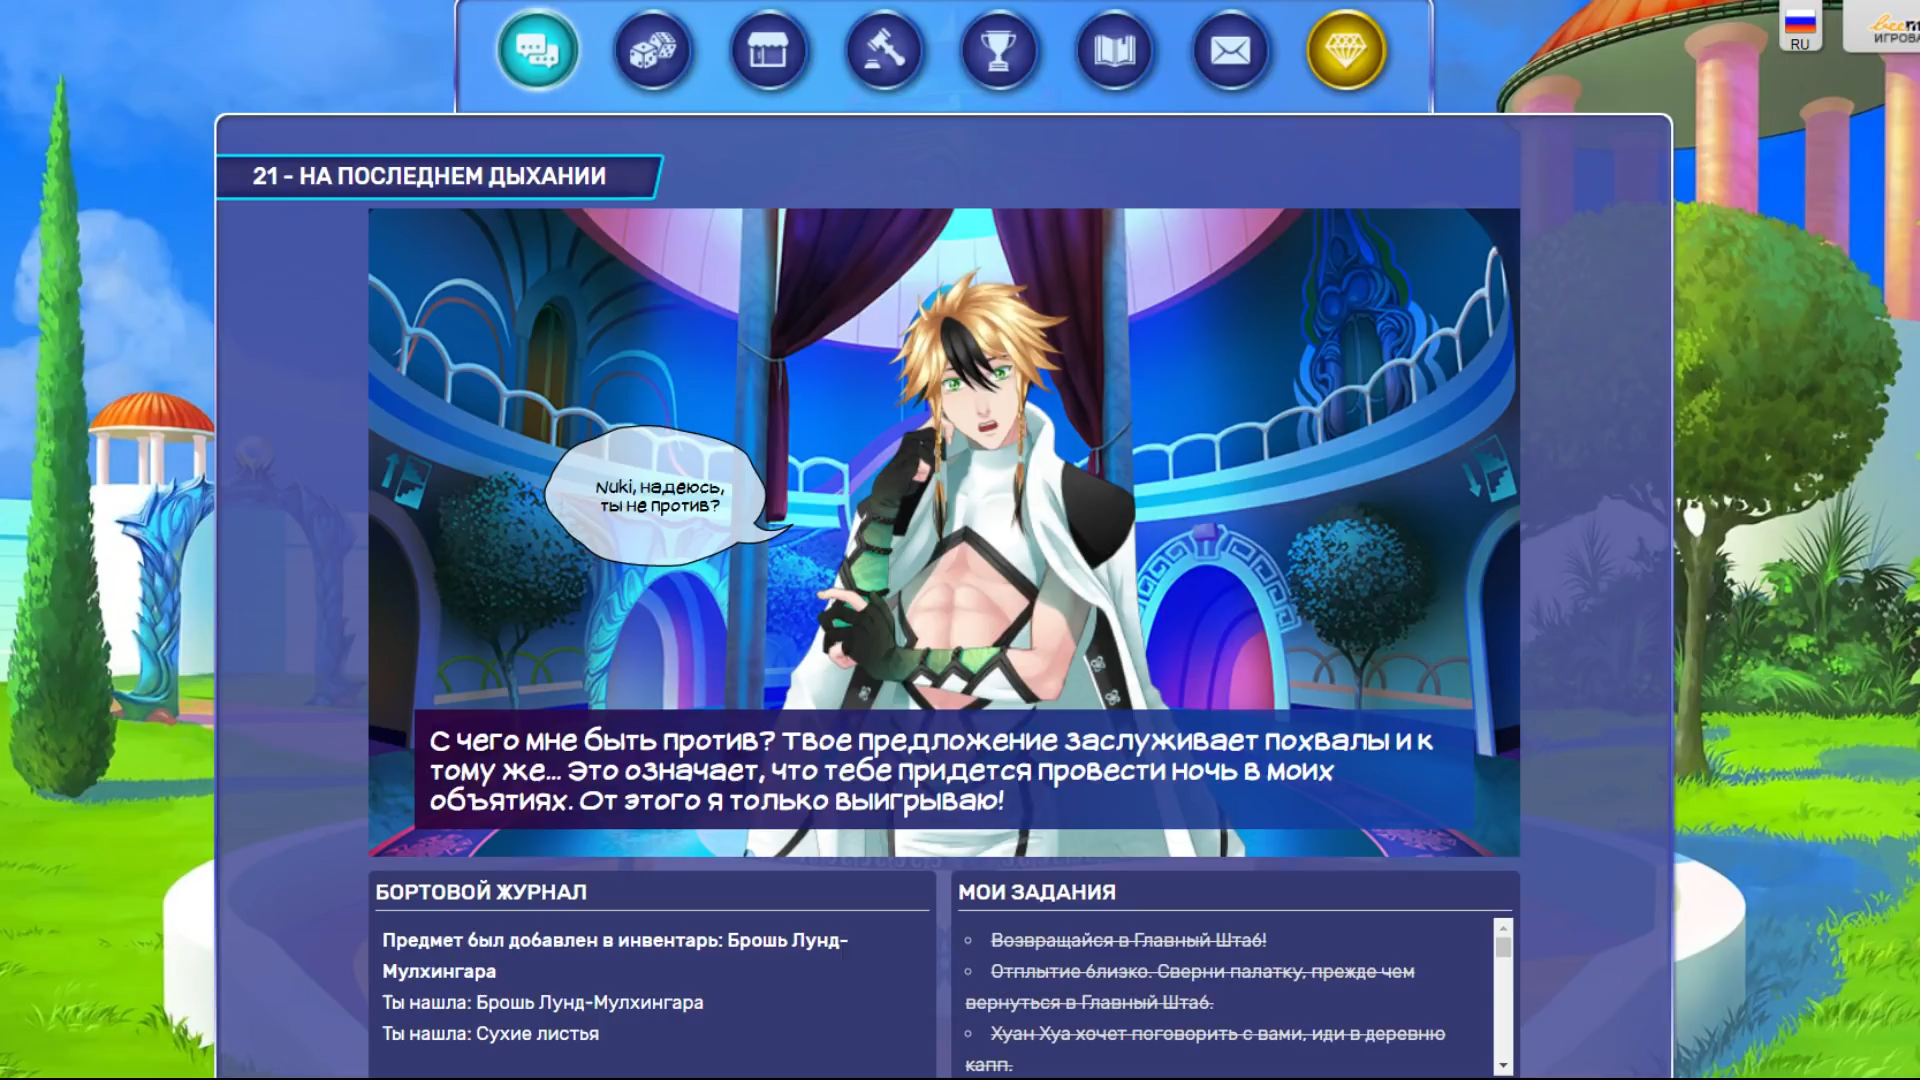 RU
ИГРОВА
21 - НА ПОСЛЕДНЕМ ДЫХАНИИ
Nuki, надеюсь,
ты не против?
С чего мне быть против? Твое предложение заслуживает похвалы и к
тому же... Это означает, что тебе придется провести ночь в моих
объятиях. От этого я только выигрываю!
БОРТОВОЙ ЖУРНАЛ
Предмет был добавлен в инвентарь: Брошь Лунд-
Мулхингара
Ты нашла: Брошь Лунд-Мулхингара
Ты нашла: Сухие листья
МОИ ЗАДАНИЯ
Возвращайся в Главный Штаб!
Отплытие близко. Сверни палатку, прежде чем
вернуться в Главный Штаб.
Хуан Хуа хочет поговорить с вами, иди в деревню
капп.